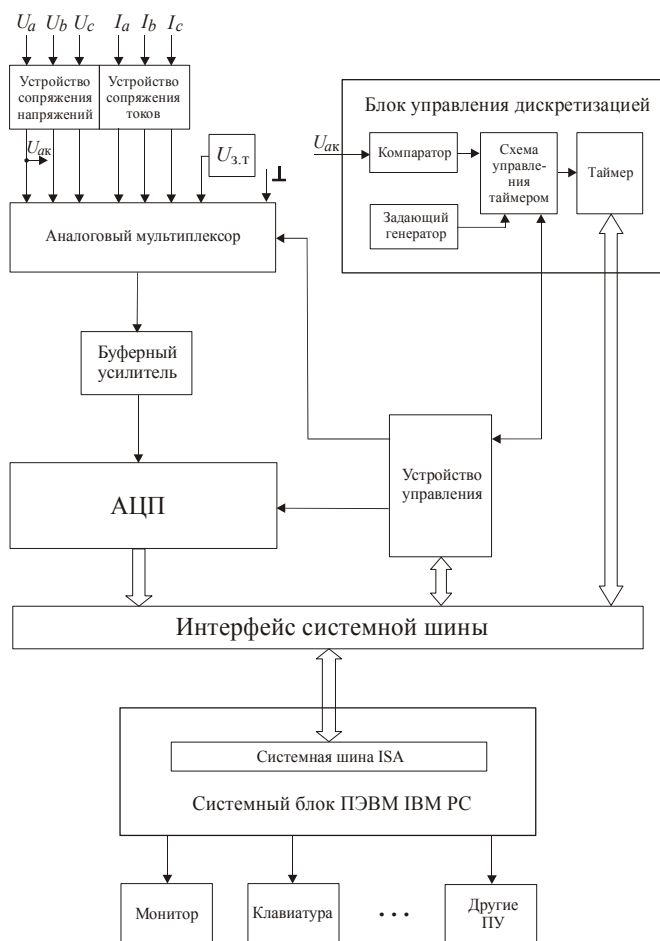 Ua Ub Uc Ia Ib Ic
Устройство
сопряжения
напряжений
Устройство
сопряжения
токов
Uак
Uз.т
Аналоговый мультиплексор
Блок управления дискретизацией
Uак
Компаратор
Схема
управле-
ния
таймером
Таймер
Задающий
генератор
Буферный
усилитель
АЦП
Устройство
управления
Интерфейс системной шины
Системная шина ISA
Системный блок ПЭВМ IBM PC
Монитор
Клавиатура
...
Другие
ПУ